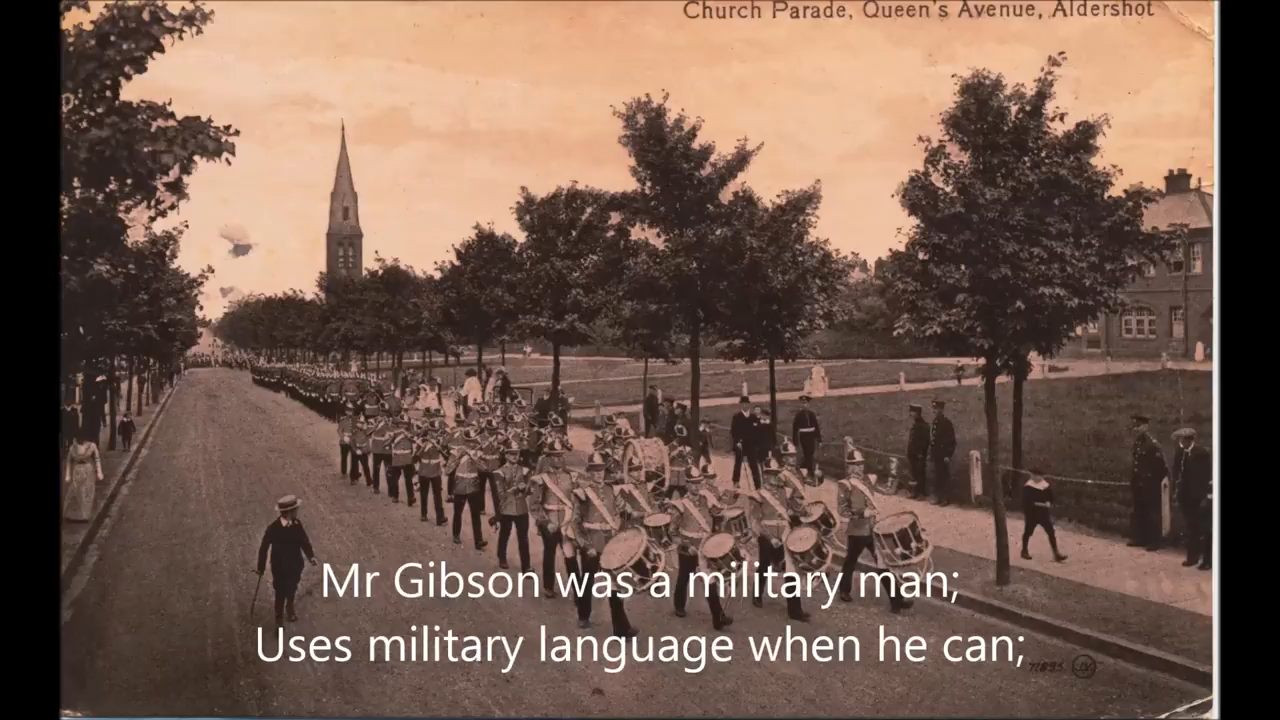 Church Parade, Queen's Avenue, Aldershot
Mr Gibson was a military man;
Uses military language when he can;